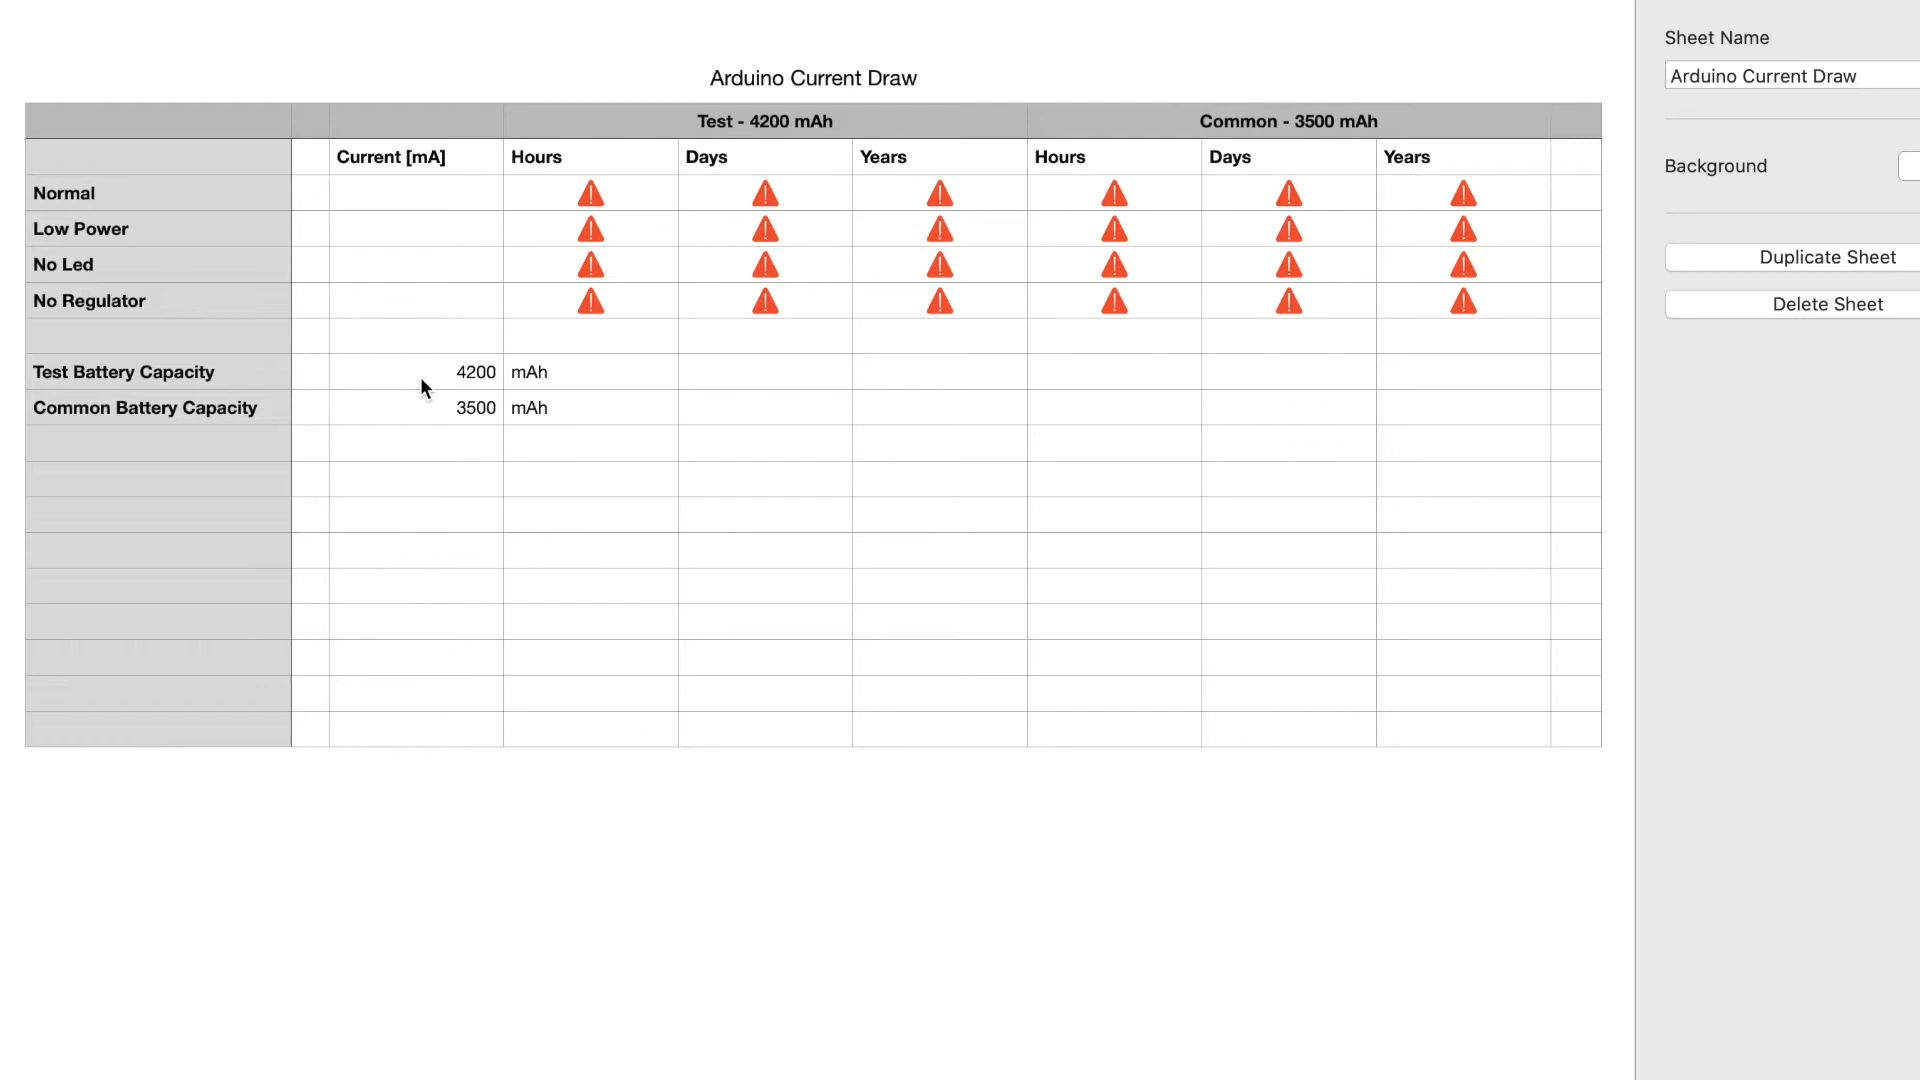 Arduino Current Draw
Test - 4200 mAh Common - 3500 mAh
Current [mA] Hours Days Years Hours Days Years
Normal
Low Power
No Led
No Regulator
Test Battery Capacity 4200 mAh
Common Battery Capacity 3500 mAh
Sheet Name
Arduino Current Draw
Background
Duplicate Sheet
Delete Sheet